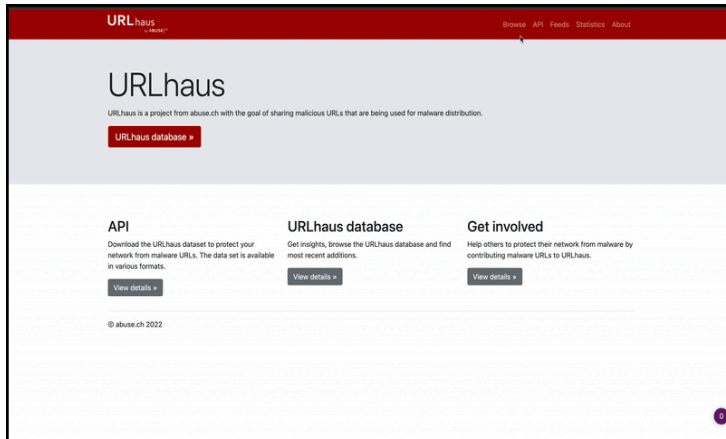 URLhaus
by ABUSE
Browse API Feeds Statistics About
URLhaus
URLhaus is a project from abuse.ch with the goal of sharing malicious URLs that are being used for malware distribution.
URLhaus database »
API
Download the URLhaus dataset to protect your
network from malware URLs. The data set is available
in various formats.
View details »
URLhaus database
Get insights, browse the URLhaus database and find
most recent additions.
View details »
Get involved
Help others to protect their network from malware by
contributing malware URLs to URLhaus.
View details »
© abuse.ch 2022
0